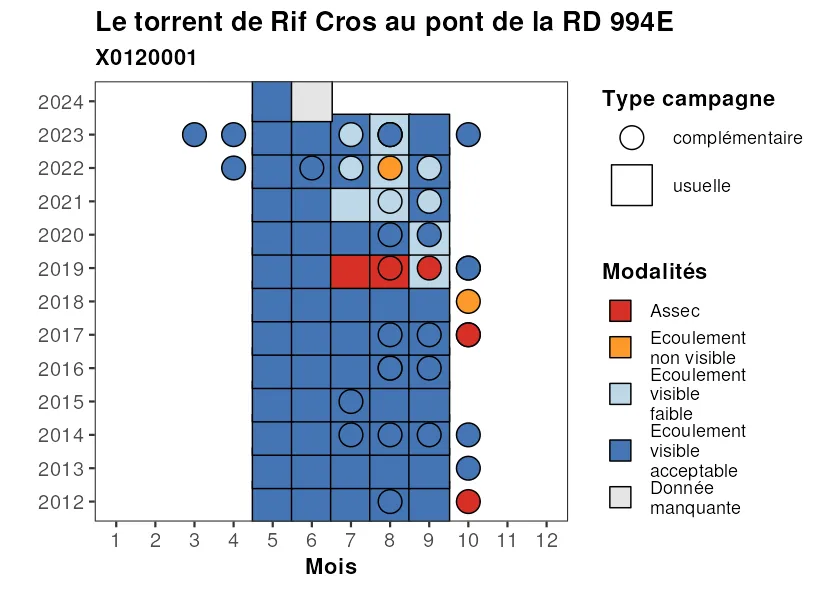 Le torrent de Rif Cros au pont de la RD 994E
X0120001
2024
2023
2022
2021
2020
2019
2018
2017
2016
2015
2014
2013
2012
1 2 3 4 5 6 7 8 9 10 11 12
Mois
Type campagne
complémentaire
usuelle
Modalités
Assec
Ecoulement
non visible
Ecoulement
visible
faible
Ecoulement
visible
acceptable
Donnée
manquante